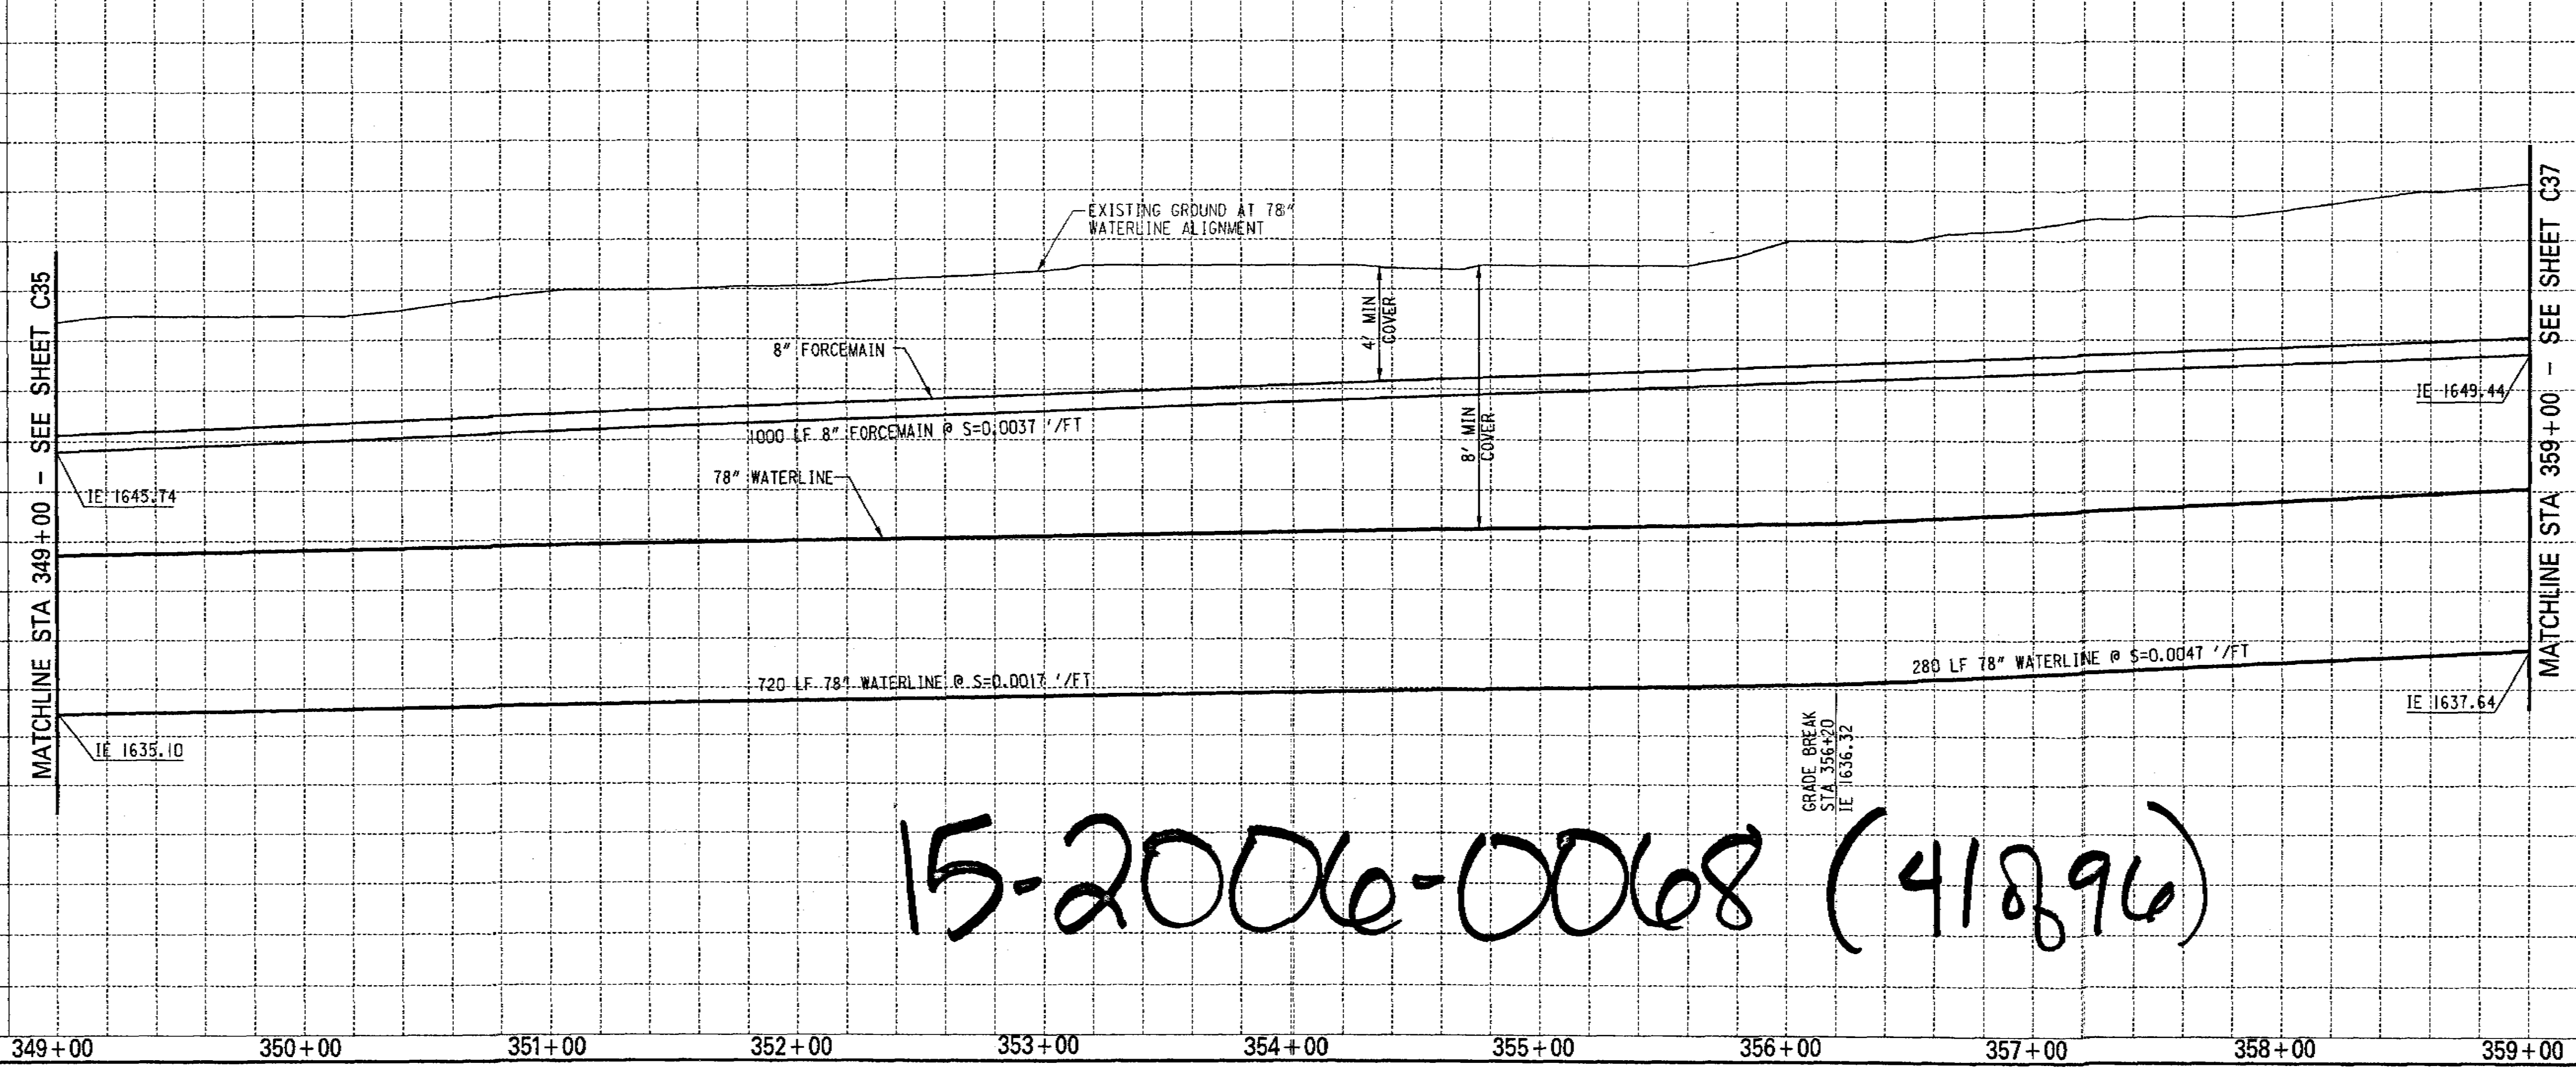 EXISTING GROUND AT 78"
WATERLINE ALIGNMENT
MATCHLINE STA 349+00 - SEE SHEET C35
MATCHLINE STA 359+00 - SEE SHEET C37
4' MIN
COVER
8" FORCEMAIN
1000 LF 8" FORCEMAIN @ S=0.0037 '/FT
8' MIN
COVER
IE 1649.44
IE 1645.74
78" WATERLINE
720 LF 78" WATERLINE @ S=0.0017 '/FT
280 LF 78" WATERLINE @ S=0.0047 '/FT
IE 1637.64
IE 1635.10
GRADE BREAK
STA 356+20
IE 1636.32
15-2006-0068 (41 of 96)
349+00 350+00 351+00 352+00 353+00 354+00 355+00 356+00 357+00 358+00 359+00